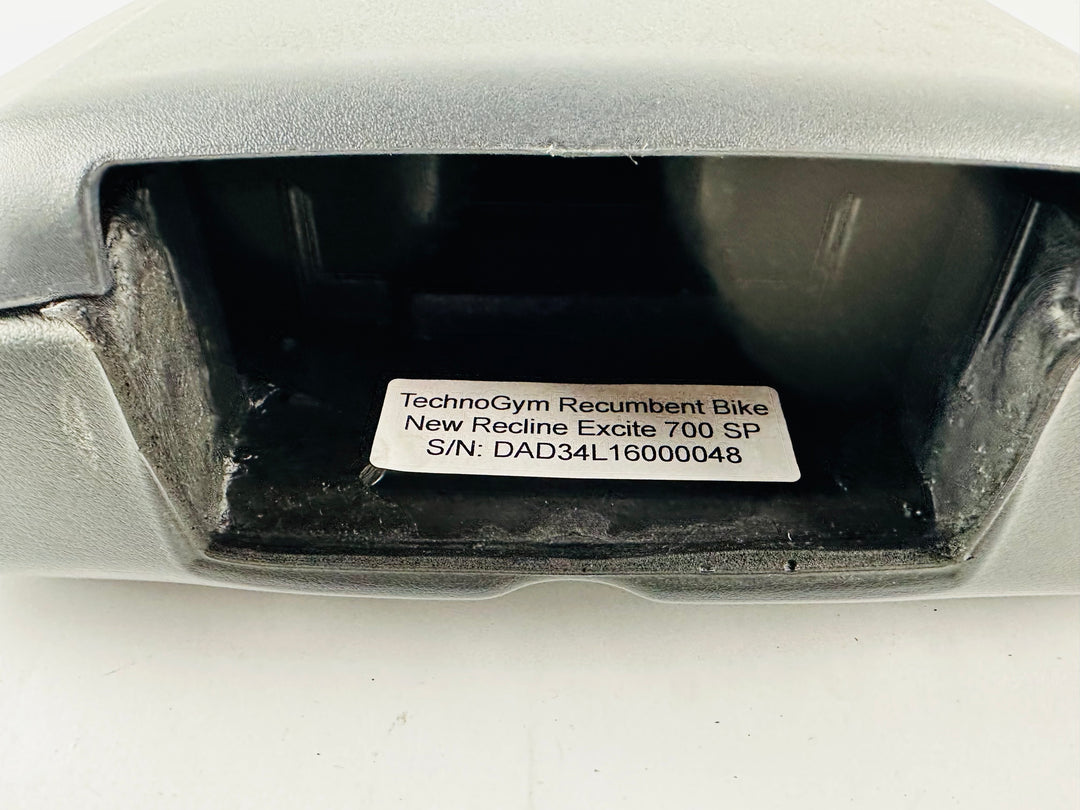 TechnoGym Recumbent Bike
New Recline Excite 700 SP
S/N: DAD34L16000048